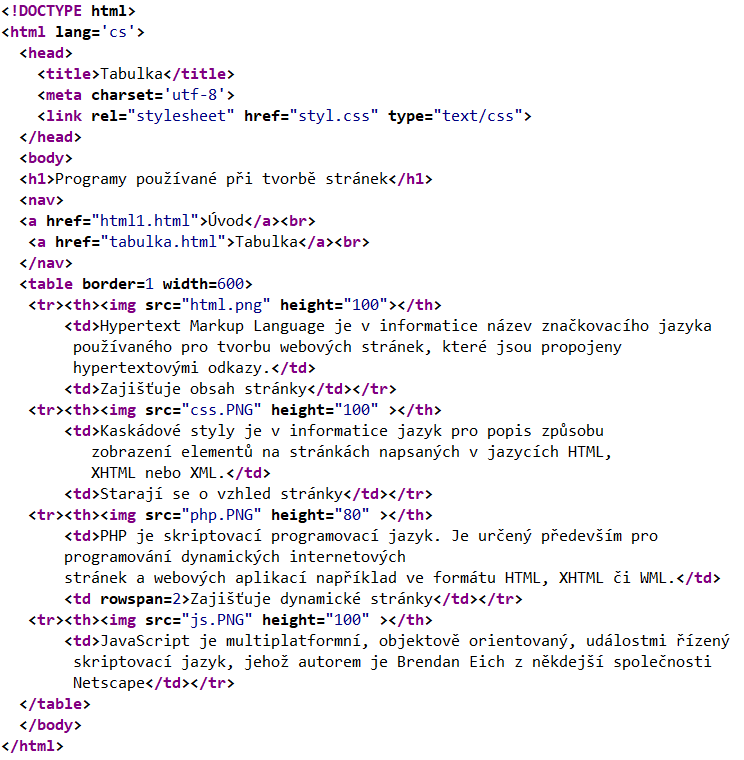 <!DOCTYPE html>
<html lang='cs'>
  <head>
    <title>Tabulka</title>
    <meta charset='utf-8'>
    <link rel="stylesheet" href="styl.css" type="text/css">
  </head>
  <body>
  <h1>Programy používané při tvorbě stránek</h1>
  <nav>
  <a href="html1.html">Úvod</a><br>
   <a href="tabulka.html">Tabulka</a><br>
  </nav>
  <table border=1 width=600>
   <tr><th><img src="html.png" height="100"></th>
       <td>Hypertext Markup Language je v informatice název značkovacího jazyka
        používaného pro tvorbu webových stránek, které jsou propojeny
        hypertextovými odkazy.</td>
       <td>Zajišťuje obsah stránky</td></tr>
   <tr><th><img src="css.PNG" height="100" ></th>
       <td>Kaskádové styly je v informatice jazyk pro popis způsobu
          zobrazení elementů na stránkách napsaných v jazycích HTML,
          XHTML nebo XML.</td>
       <td>Starají se o vzhled stránky</td></tr>
   <tr><th><img src="php.PNG" height="80" ></th>
       <td>PHP je skriptovací programovací jazyk. Je určený především pro
       programování dynamických internetových
       stránek a webových aplikací například ve formátu HTML, XHTML či WML.</td>
       <td rowspan=2>Zajišťuje dynamické stránky</td></tr>
   <tr><th><img src="js.PNG" height="100" ></th>
       <td>JavaScript je multiplatformní, objektově orientovaný, událostmi řízený
        skriptovací jazyk, jehož autorem je Brendan Eich z někdejší společnosti
        Netscape</td></tr>
  </table>
  </body>
</html>